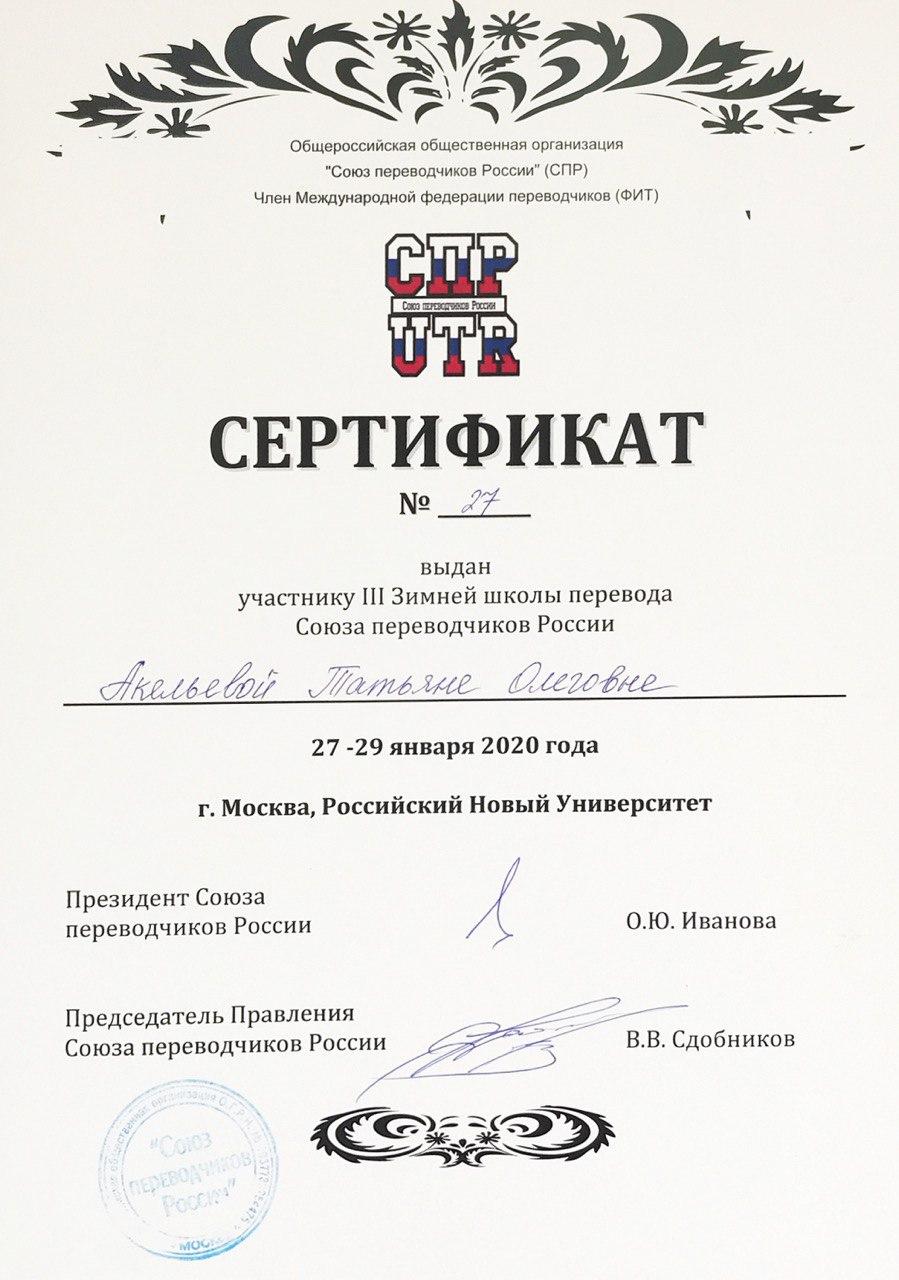 Общероссийская общественная организация
"Союз переводчиков России" (СПР)
Член Международной федерации переводчиков (ФИТ)
СПР
Союз переводчиков России
UTR
СЕРТИФИКАТ
№ 27
выдан
участнику III Зимней школы перевода
Союза переводчиков России
Акельевой Татьяне Олеговне
27 -29 января 2020 года
г. Москва, Российский Новый Университет
Президент Союза
переводчиков России
О.Ю. Иванова
Председатель Правления
Союза переводчиков России
В.В. Сдобников
общественная организация О.Г.Р.Н.
"Союз
переводчиков
России"